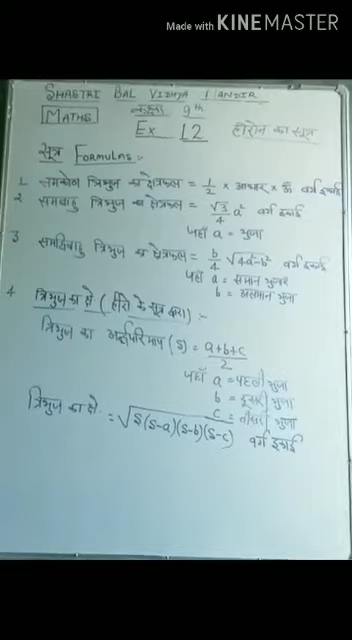 Made with KINEMASTER
SHASTRI BAL VIDHYA MANDIR
MATHS कक्षा 9th
Ex 12 हीरोन का सूत्र
सूत्र FORMULAS :-
1 समकोण त्रिभुज का क्षेत्रफल = 1/2 × आधार × ऊँ वर्ग इकाई
2 समबाहु त्रिभुज का क्षेत्रफल = √3/4 a² वर्ग इकाई
जहाँ a = भुजा
3 समद्विबाहु त्रिभुज का क्षेत्रफल = b/4 √4a²-b² वर्ग इकाई
जहाँ a = समान भुजाएँ
b = असमान भुजा
4 त्रिभुज का क्षे (हीरो के सूत्र द्वारा) :-
त्रिभुज का अर्द्धपरिमाप (S) = a+b+c/2
जहाँ a = पहली भुजा
b = दूसरी भुजा
c = तीसरी भुजा
त्रिभुज का क्षे. = √S(S-a)(S-b)(S-c) वर्ग इकाई